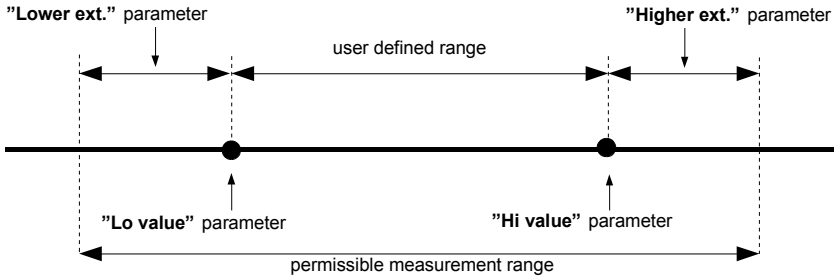 ”Lower ext.” parameter
”Higher ext.” parameter
user defined range
”Lo value” parameter
”Hi value” parameter
permissible measurement range